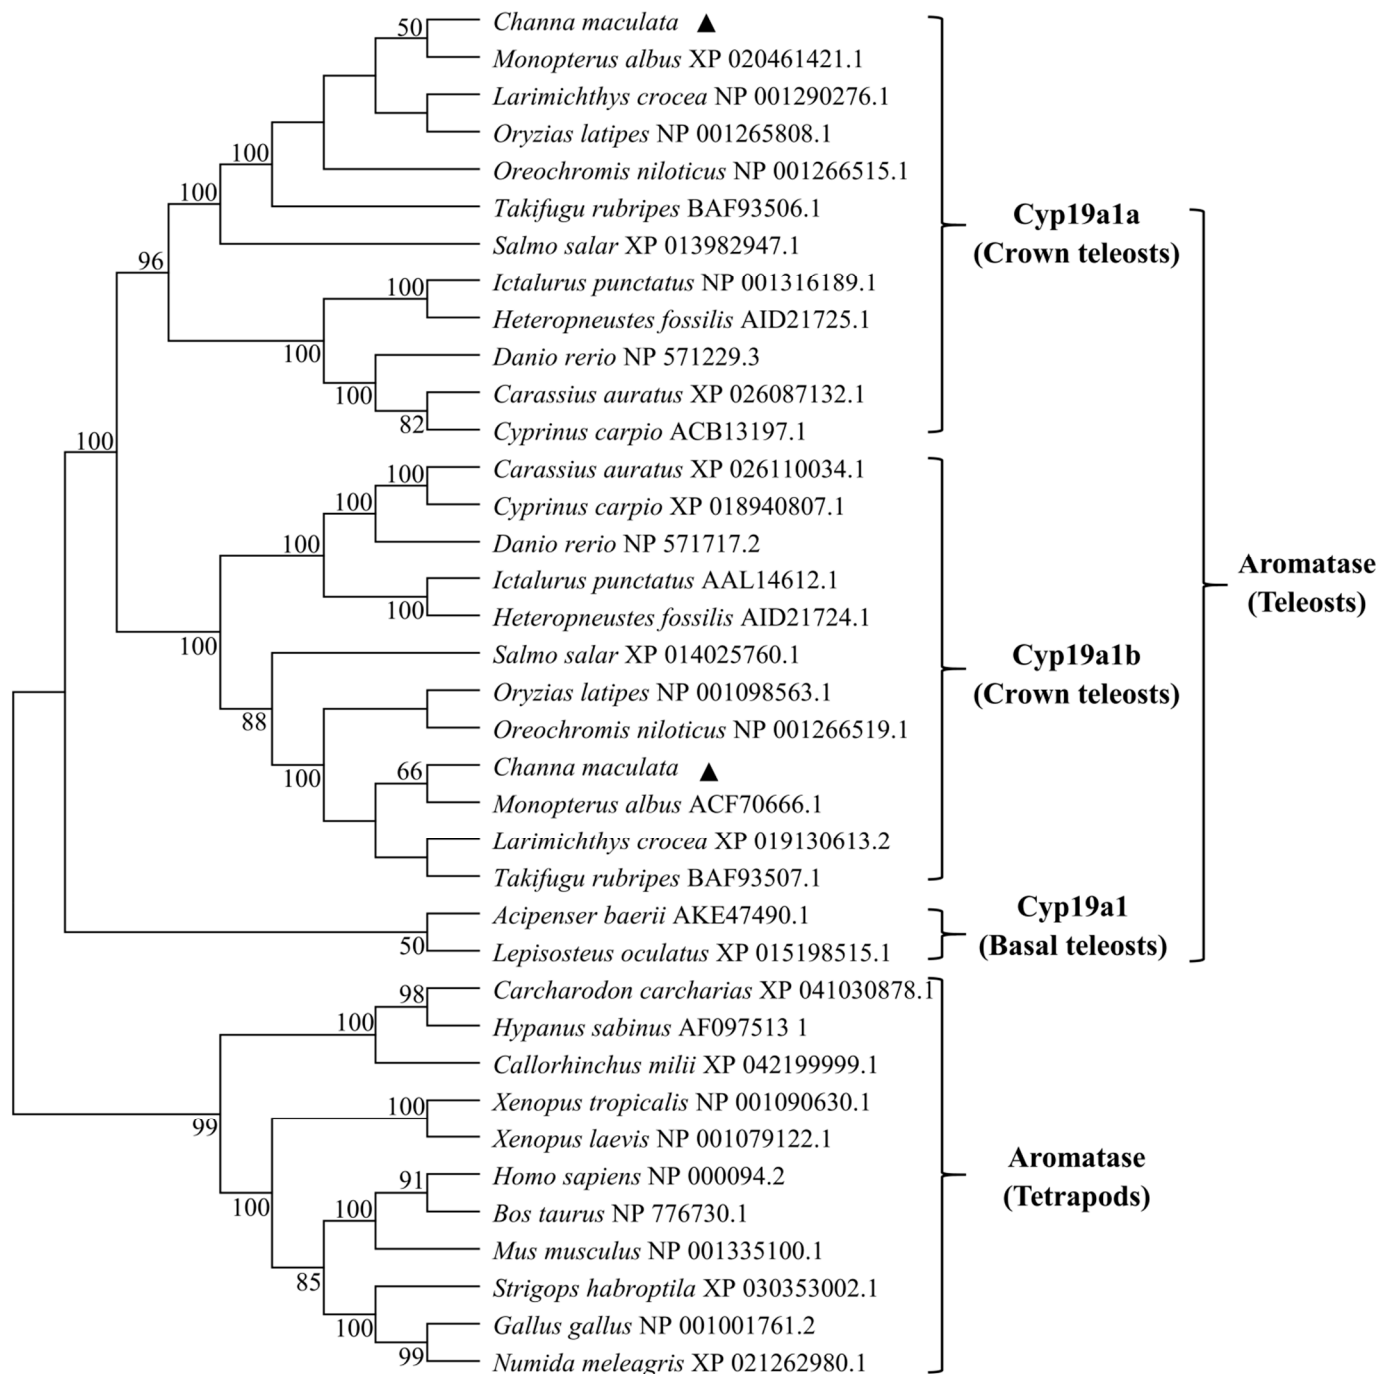 50
Channa maculata ▲
Monopterus albus XP 020461421.1
Larimichthys crocea NP 001290276.1
Oryzias latipes NP 001265808.1
100
Oreochromis niloticus NP 001266515.1
100
Takifugu rubripes BAF93506.1
Cyp19a1a
(Crown teleosts)
Salmo salar XP 013982947.1
96
100
Ictalurus punctatus NP 001316189.1
Heteropneustes fossilis AID21725.1
100
Danio rerio NP 571229.3
100
Carassius auratus XP 026087132.1
82
Cyprinus carpio ACB13197.1
100
100
Carassius auratus XP 026110034.1
100
Cyprinus carpio XP 018940807.1
100
Danio rerio NP 571717.2
Aromatase
(Teleosts)
Ictalurus punctatus AAL14612.1
100
Heteropneustes fossilis AID21724.1
100
Salmo salar XP 014025760.1
Cyp19a1b
(Crown teleosts)
Oryzias latipes NP 001098563.1
88
Oreochromis niloticus NP 001266519.1
66
Channa maculata ▲
100
Monopterus albus ACF70666.1
Larimichthys crocea XP 019130613.2
Takifugu rubripes BAF93507.1
Cyp19a1
(Basal teleosts)
Acipenser baerii AKE47490.1
50
Lepisosteus oculatus XP 015198515.1
98
Carcharodon carcharias XP 041030878.1
100
Hypanus sabinus AF097513 1
Callorhinchus milii XP 042199999.1
100
Xenopus tropicalis NP 001090630.1
99
Xenopus laevis NP 001079122.1
Aromatase
(Tetrapods)
91
Homo sapiens NP 000094.2
100
100
Bos taurus NP 776730.1
Mus musculus NP 001335100.1
85
Strigops habroptila XP 030353002.1
100
Gallus gallus NP 001001761.2
99
Numida meleagris XP 021262980.1